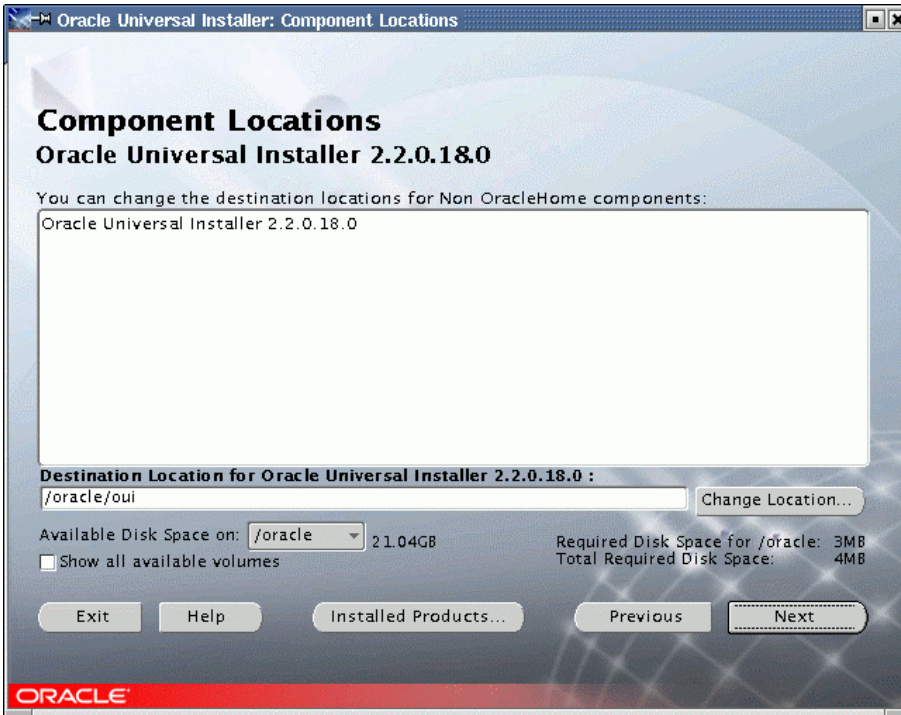 Oracle Universal Installer: Component Locations
Component Locations
Oracle Universal Installer 2.2.0.18.0
You can change the destination locations for Non OracleHome components:
Oracle Universal Installer 2.2.0.18.0
Destination Location for Oracle Universal Installer 2.2.0.18.0 :
/oracle/oui Change Location...
Available Disk Space on: /oracle 21.04GB Required Disk Space for /oracle: 3MB
Show all available volumes Total Required Disk Space: 4MB
Exit Help Installed Products... Previous Next
ORACLE